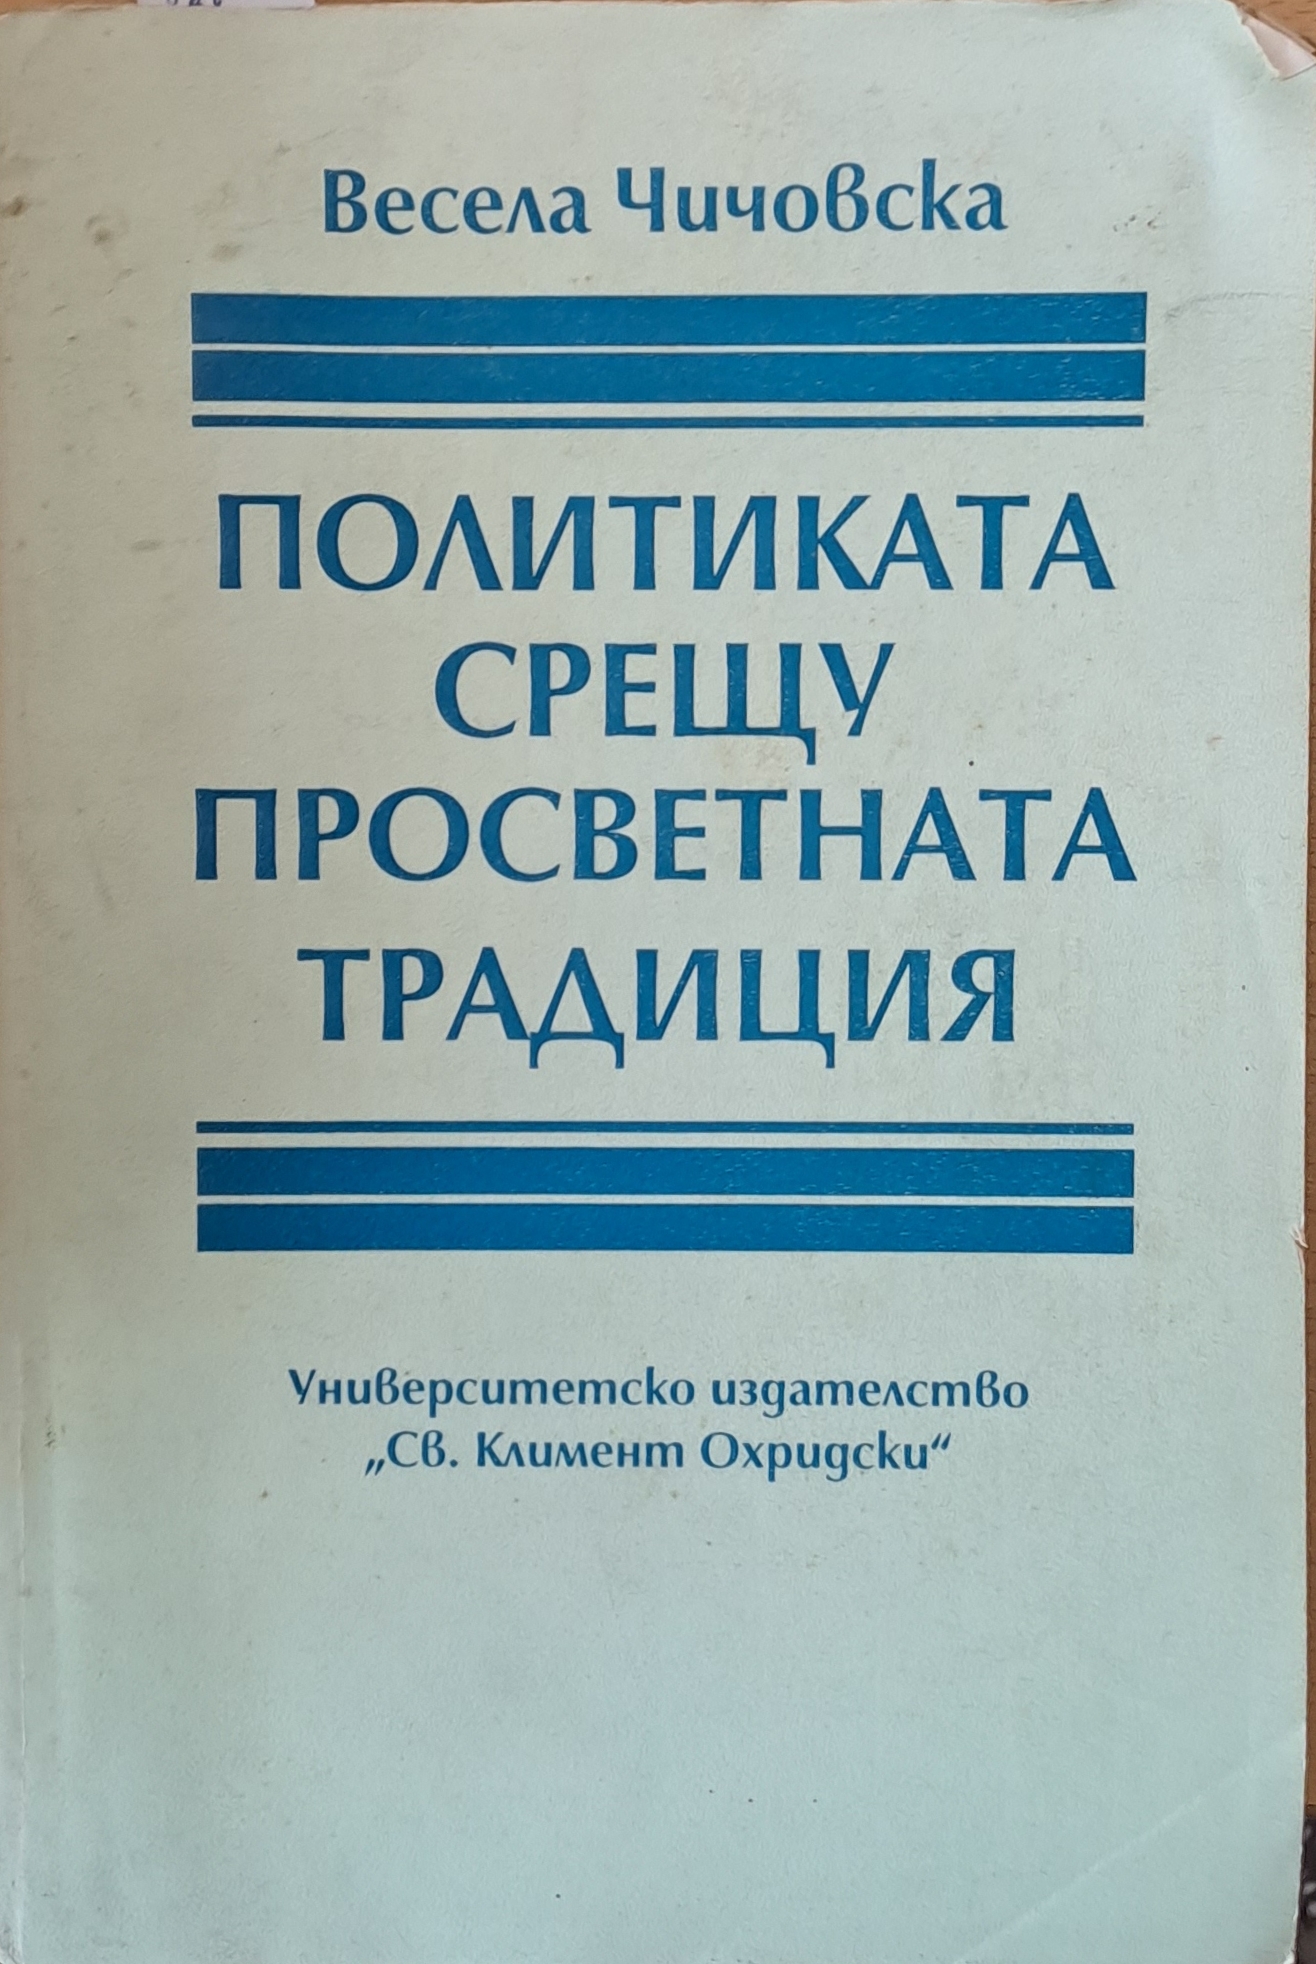 Весела Чичовска
ПОЛИТИКАТА
СРЕЩУ
ПРОСВЕТНАТА
ТРАДИЦИЯ
Университетско издателство
„Св. Климент Охридски“